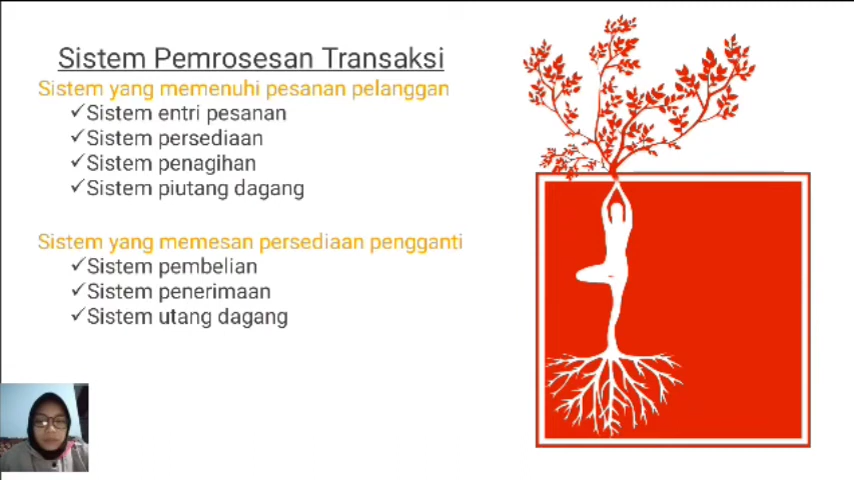 Sistem Pemrosesan Transaksi
Sistem yang memenuhi pesanan pelanggan
✓Sistem entri pesanan
✓Sistem persediaan
✓Sistem penagihan
✓Sistem piutang dagang
Sistem yang memesan persediaan pengganti
✓Sistem pembelian
✓Sistem penerimaan
✓Sistem utang dagang